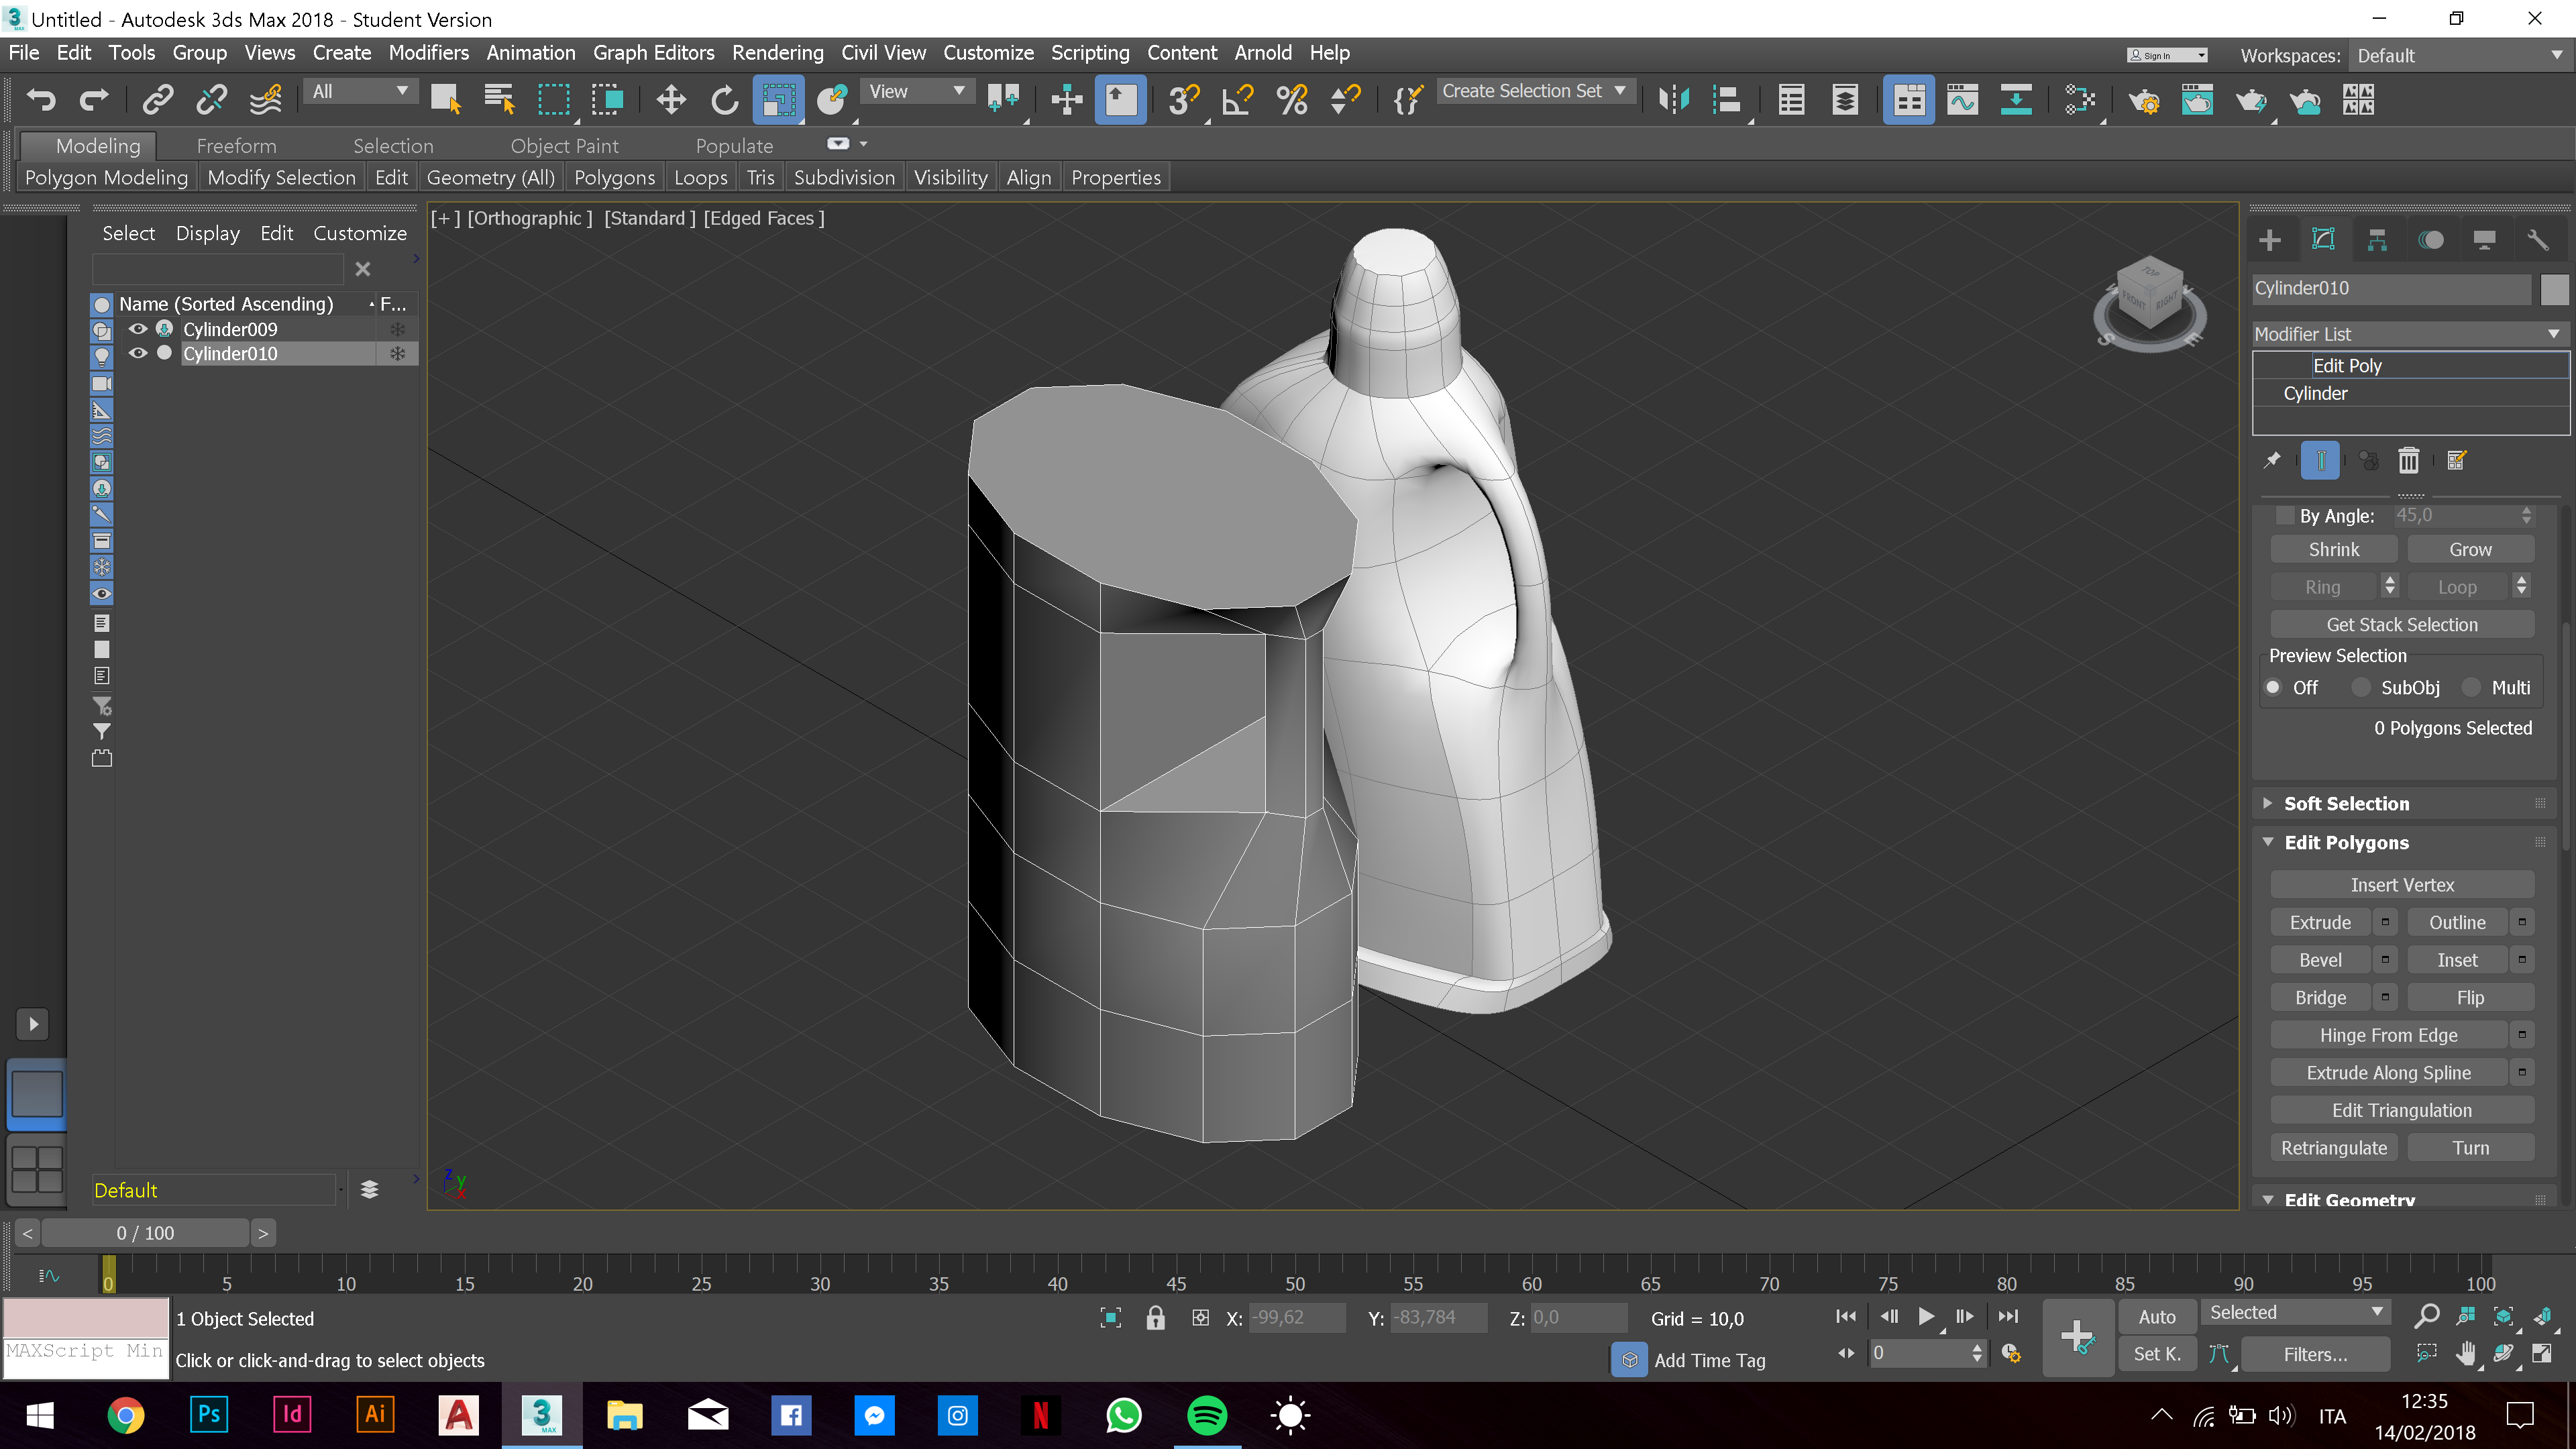 Untitled - Autodesk 3ds Max 2018 - Student Version
File Edit Tools Group Views Create Modifiers Animation Graph Editors Rendering Civil View Customize Scripting Content Arnold Help
Sign In
Workspaces: Default
All
View
Create Selection Set
Modeling Freeform Selection Object Paint Populate
Polygon Modeling Modify Selection Edit Geometry (All) Polygons Loops Tris Subdivision Visibility Align Properties
Select Display Edit Customize
Name (Sorted Ascending) F...
Cylinder009
Cylinder010
Default
[+] [Orthographic] [Standard] [Edged Faces]
TOP
FRONT RIGHT
S E
z y x
Cylinder010
Modifier List
Edit Poly
Cylinder
By Angle: 45,0
Shrink Grow
Ring Loop
Get Stack Selection
Preview Selection
Off SubObj Multi
0 Polygons Selected
Soft Selection
Edit Polygons
Insert Vertex
Extrude Outline
Bevel Inset
Bridge Flip
Hinge From Edge
Extrude Along Spline
Edit Triangulation
Retriangulate Turn
Edit Geometry
< 0 / 100 >
0 5 10 15 20 25 30 35 40 45 50 55 60 65 70 75 80 85 90 95 100
1 Object Selected
X: -99,62 Y: -83,784 Z: 0,0 Grid = 10,0
Auto Selected
MAXScript Min
Click or click-and-drag to select objects
Add Time Tag
0
Set K. Filters...
Ps Id Ai 3 MAX
ITA
12:35
14/02/2018